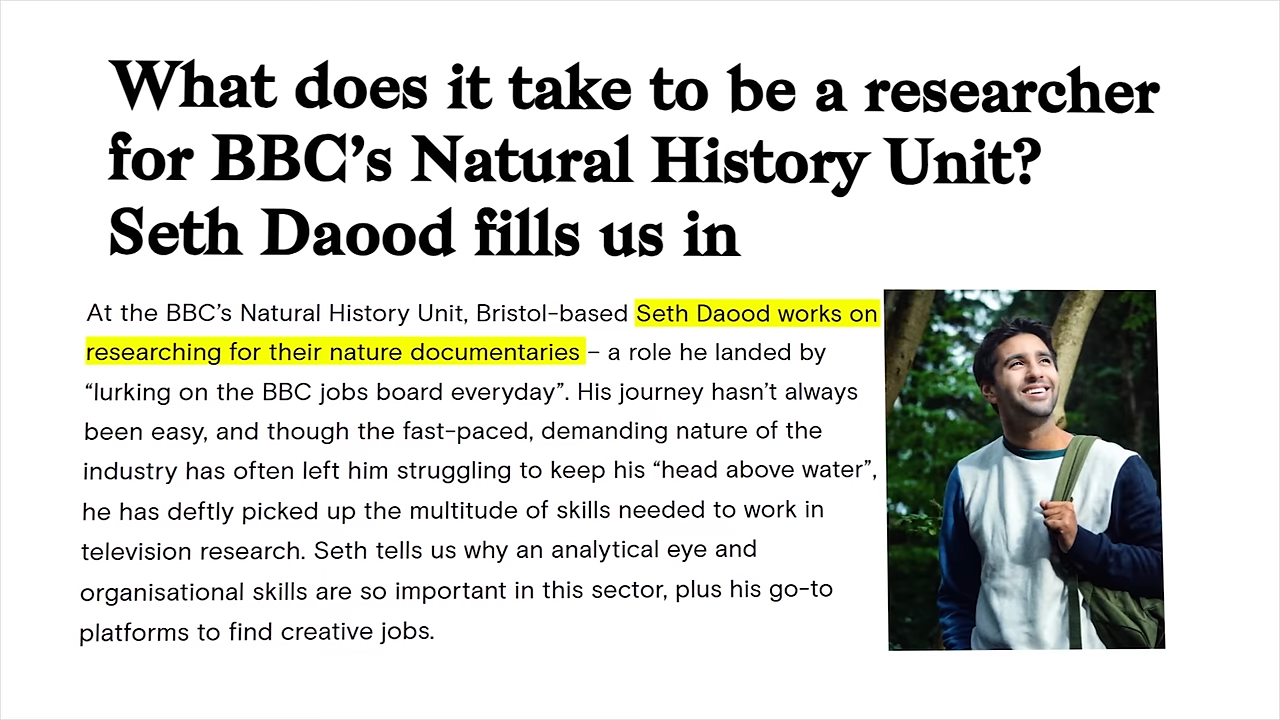 What does it take to be a researcher
for BBC’s Natural History Unit?
Seth Daood fills us in
At the BBC’s Natural History Unit, Bristol-based Seth Daood works on
researching for their nature documentaries – a role he landed by
“lurking on the BBC jobs board everyday”. His journey hasn’t always
been easy, and though the fast-paced, demanding nature of the
industry has often left him struggling to keep his “head above water”,
he has deftly picked up the multitude of skills needed to work in
television research. Seth tells us why an analytical eye and
organisational skills are so important in this sector, plus his go-to
platforms to find creative jobs.